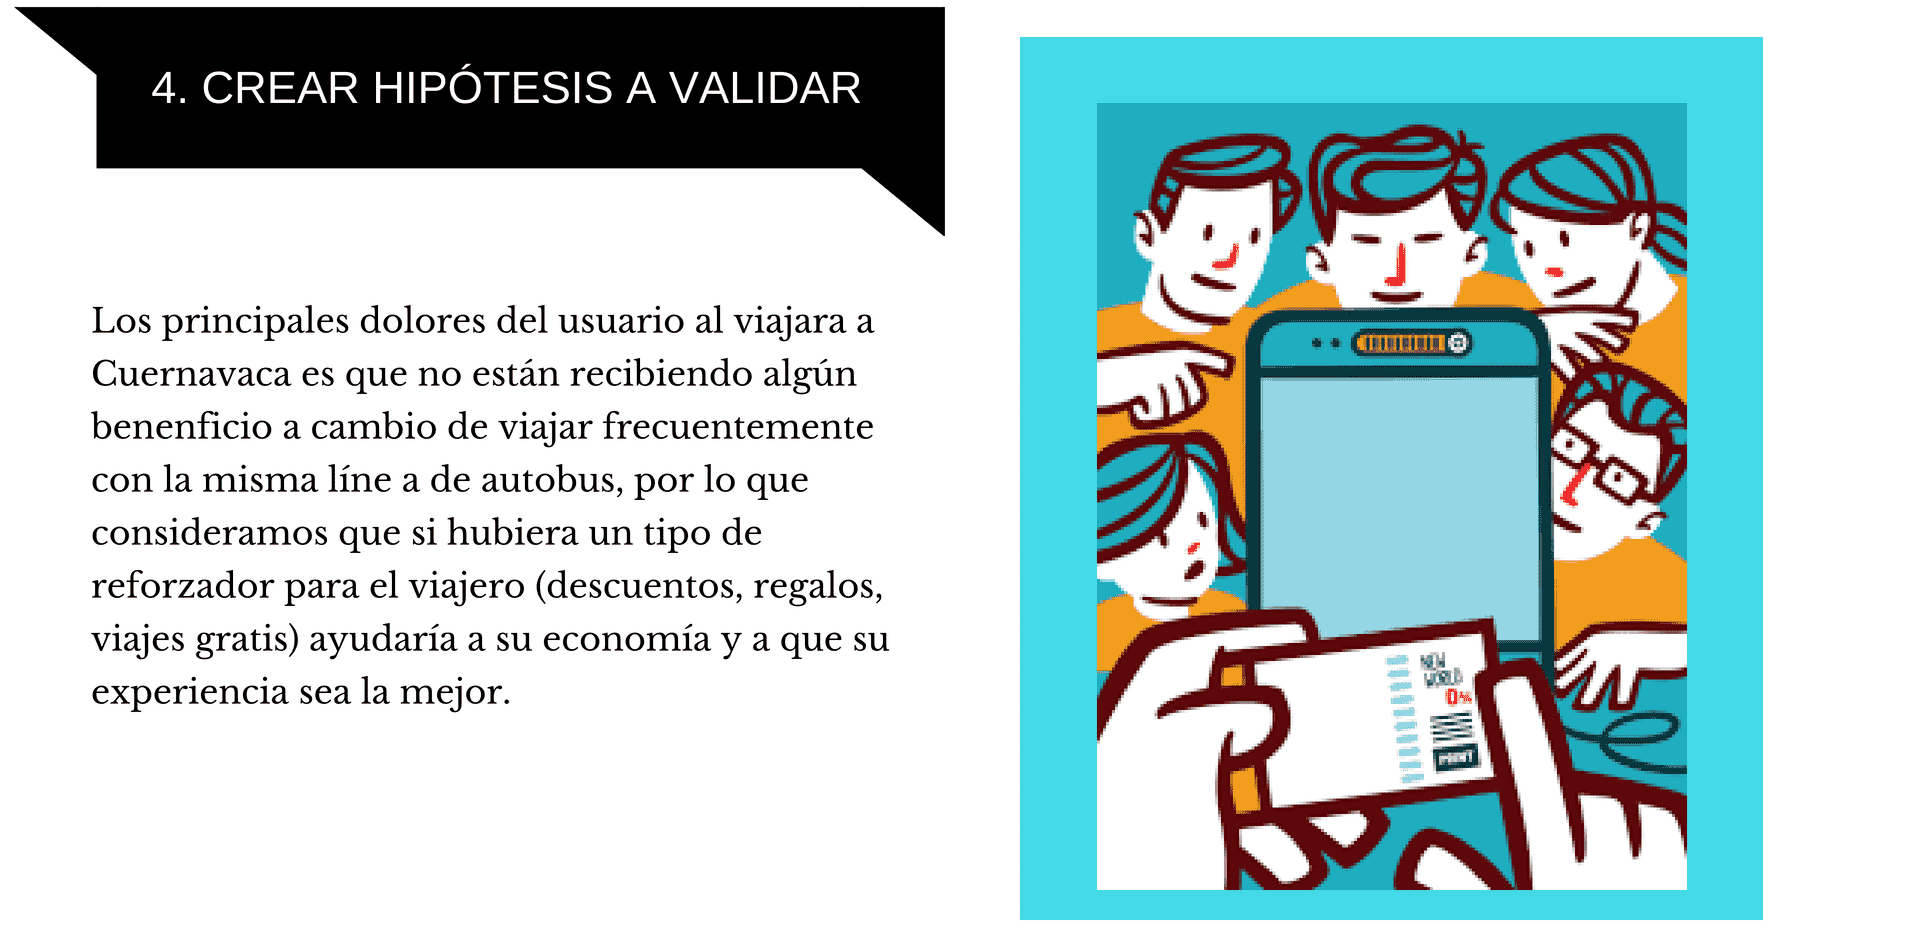 4. CREAR HIPÓTESIS A VALIDAR
Los principales dolores del usuario al viajara a
Cuernavaca es que no están recibiendo algún
benenficio a cambio de viajar frecuentemente
con la misma líne a de autobus, por lo que
consideramos que si hubiera un tipo de
reforzador para el viajero (descuentos, regalos,
viajes gratis) ayudaría a su economía y a que su
experiencia sea la mejor.
NEW
WORLD
0%